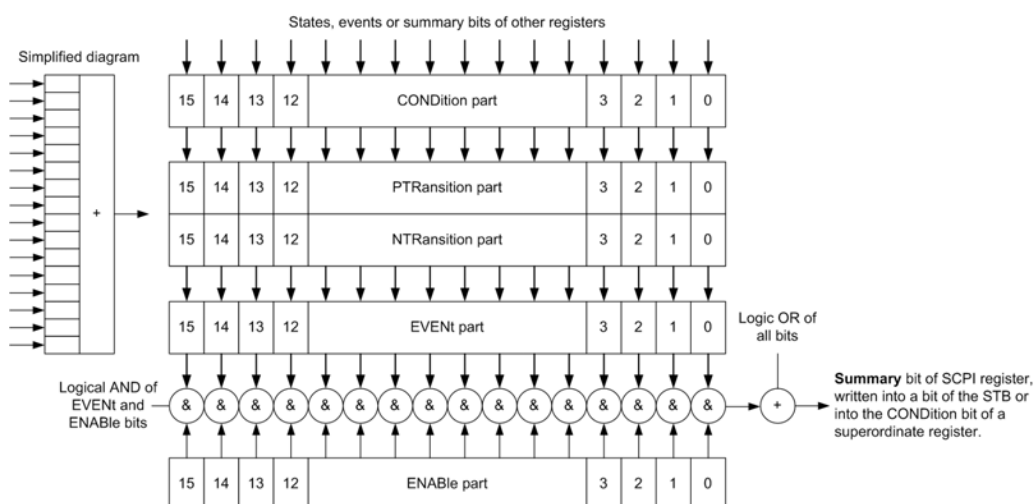 States, events or summary bits of other registers
Simplified diagram
15 14 13 12 CONDition part 3 2 1 0
15 14 13 12 PTRansition part 3 2 1 0
+
15 14 13 12 NTRansition part 3 2 1 0
15 14 13 12 EVENt part 3 2 1 0
Logic OR of
all bits
Logical AND of
EVENt and
ENABle bits
& & & & & & & & & & & & & & & &
+
Summary bit of SCPI register,
written into a bit of the STB or
into the CONDition bit of a
superordinate register.
15 14 13 12 ENABle part 3 2 1 0